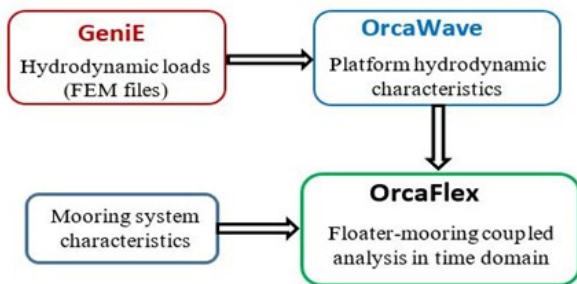 GeniE
Hydrodynamic loads
(FEM files)
OrcaWave
Platform hydrodynamic
characteristics
Mooring system
characteristics
OrcaFlex
Floater-mooring coupled
analysis in time domain